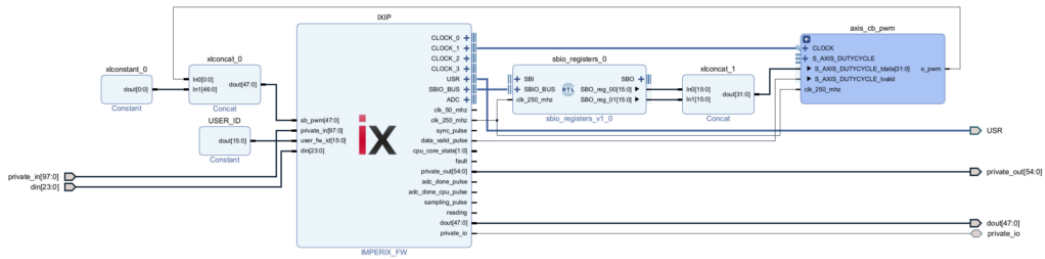 xlconstant_0
dout[0:0]
Constant
xlconcat_0
In0[0:0]
In1[46:0]
dout[47:0]
Concat
USER_ID
dout[15:0]
Constant
private_in[97:0]
din[23:0]
IXIP
sb_pwm[47:0]
private_in[97:0]
user_fw_id[15:0]
din[23:0]
ix
CLOCK_0
CLOCK_1
CLOCK_2
CLOCK_3
USR
SBIO_BUS
ADC
clk_50_mhz
clk_250_mhz
sync_pulse
data_valid_pulse
cpu_core_state[1:0]
fault
private_out[54:0]
adc_done_pulse
adc_done_cpu_pulse
sampling_pulse
reading
dout[47:0]
private_io
IMPERIX_FW
sbio_registers_0
SBI
SBIO_BUS
clk_250_mhz
RTL
SBO
SBO_reg_00[15:0]
SBO_reg_01[15:0]
sbio_registers_v1_0
xlconcat_1
In0[15:0]
In1[15:0]
dout[31:0]
Concat
axis_cb_pwm
CLOCK
S_AXIS_DUTYCYCLE
S_AXIS_DUTYCYCLE_tdata[31:0]
S_AXIS_DUTYCYCLE_tvalid
clk_250_mhz
o_pwm
USR
private_out[54:0]
dout[47:0]
private_io